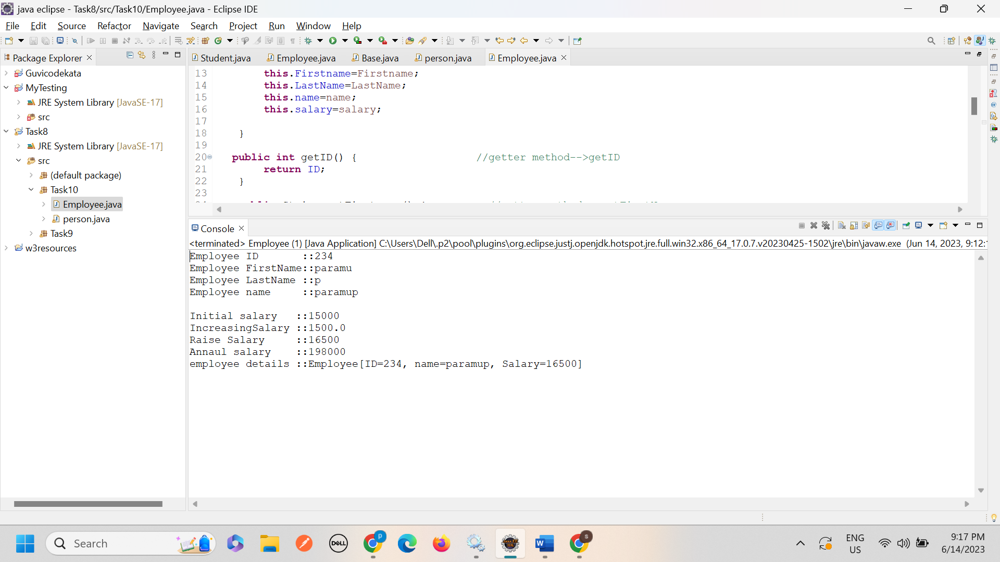 java eclipse - Task8/src/Task10/Employee.java - Eclipse IDE
File Edit Source Refactor Navigate Search Project Run Window Help
Package Explorer
Guvicodekata
MyTesting
JRE System Library [JavaSE-17]
src
Task8
JRE System Library [JavaSE-17]
src
(default package)
Task10
Employee.java
person.java
Task9
w3resources
Student.java Employee.java Base.java person.java Employee.java
13 this.Firstname=Firstname;
14 this.LastName=LastName;
15 this.name=name;
16 this.salary=salary;
17
18 }
19
20 public int getID() { //getter method-->getID
21 return ID;
22 }
23
Console
<terminated> Employee (1) [Java Application] C:\Users\Dell\.p2\pool\plugins\org.eclipse.justj.openjdk.hotspot.jre.full.win32.x86_64_17.0.7.v20230425-1502\jre\bin\javaw.exe (Jun 14, 2023, 9:12:
Employee ID ::234
Employee FirstName::paramu
Employee LastName ::p
Employee name ::paramup
Initial salary ::15000
IncreasingSalary ::1500.0
Raise Salary ::16500
Annaul salary ::198000
employee details ::Employee[ID=234, name=paramup, Salary=16500]
Search
DELL
p
s
ENG
US
9:17 PM
6/14/2023